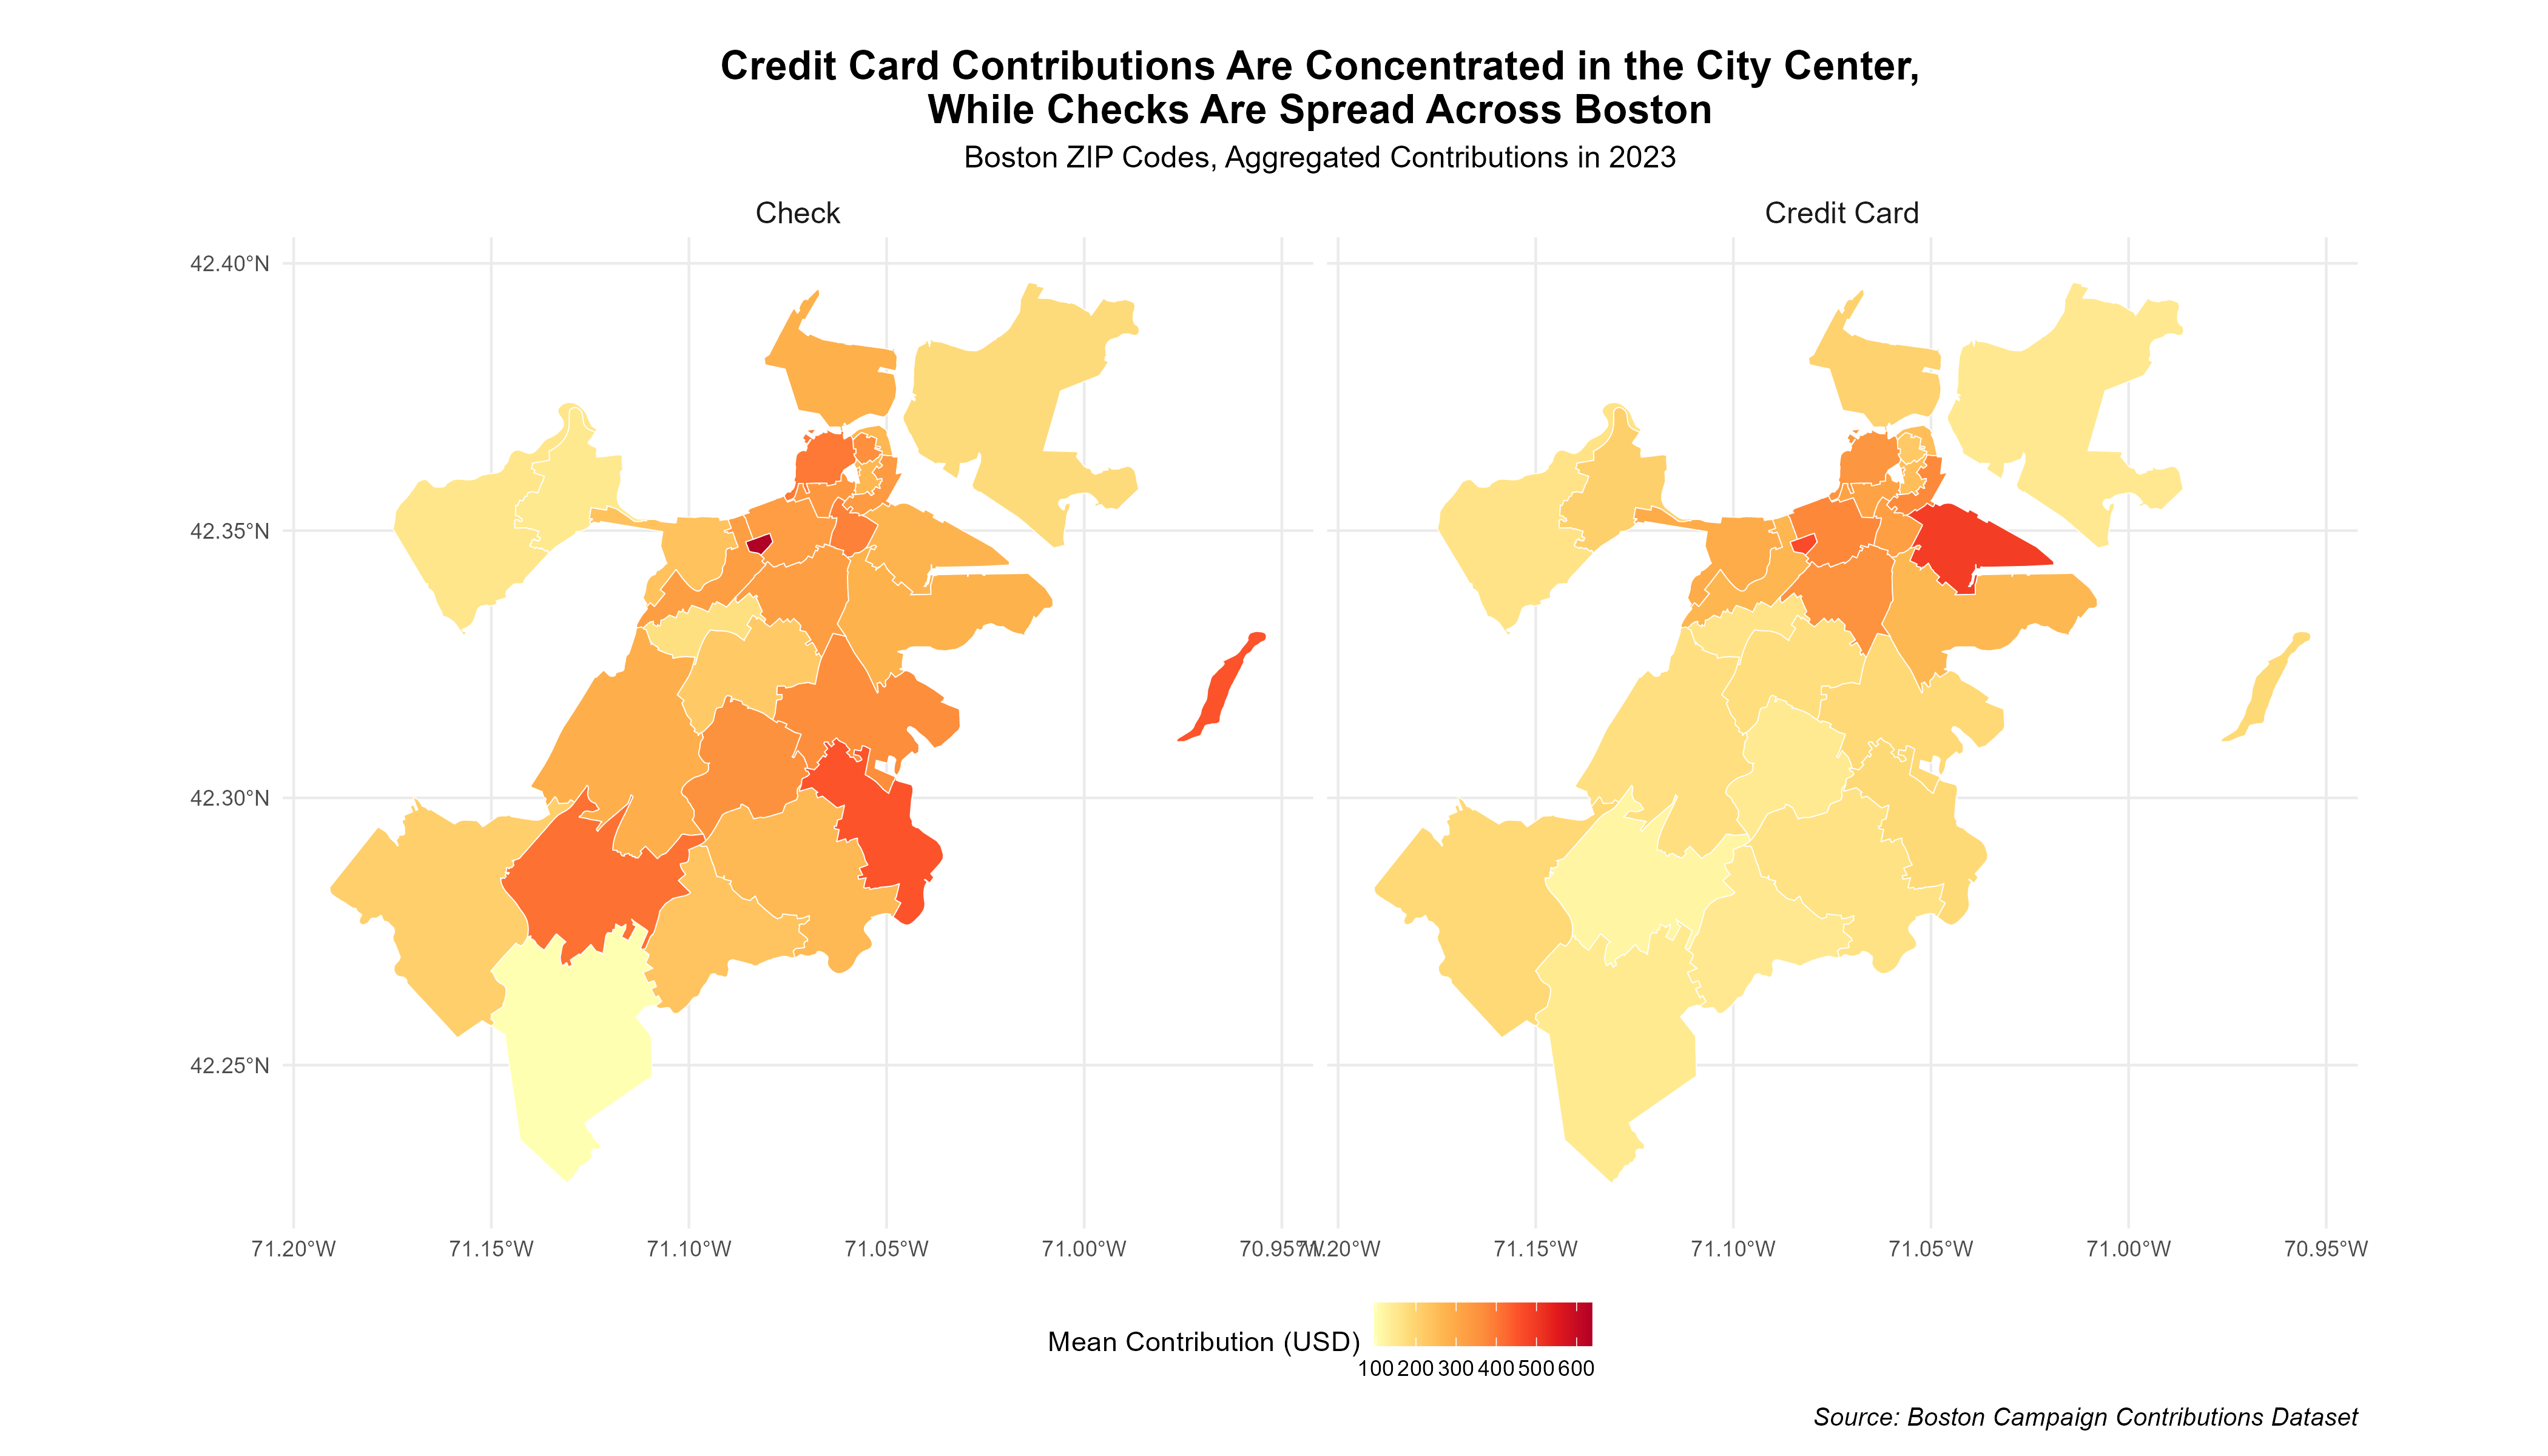 Credit Card Contributions Are Concentrated in the City Center,
While Checks Are Spread Across Boston
Boston ZIP Codes, Aggregated Contributions in 2023
Check
Credit Card
42.40°N
42.35°N
42.30°N
42.25°N
71.20°W 71.15°W 71.10°W 71.05°W 71.00°W 70.95°W
71.20°W 71.15°W 71.10°W 71.05°W 71.00°W 70.95°W
Mean Contribution (USD)
100 200 300 400 500 600
Source: Boston Campaign Contributions Dataset